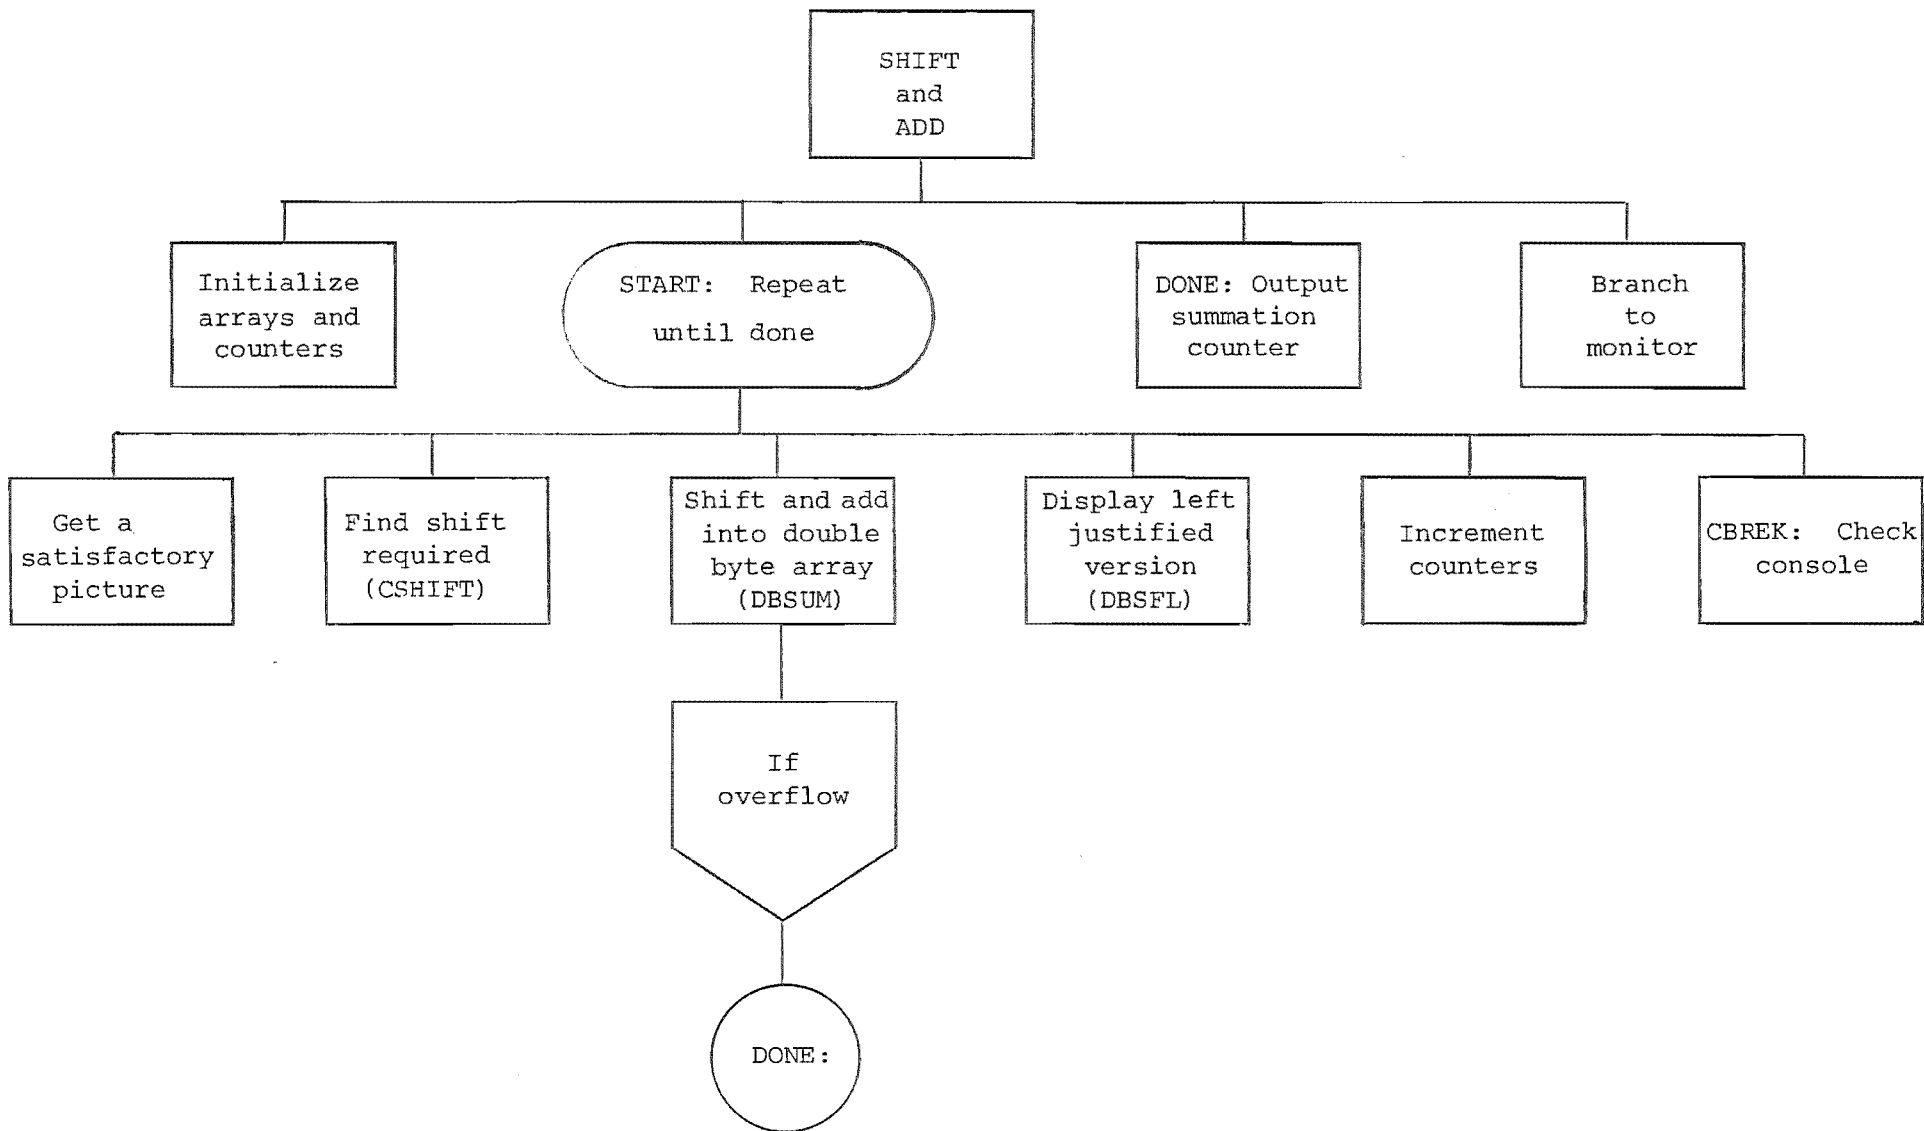 SHIFT
and
ADD
Initialize
arrays and
counters
START: Repeat
until done
DONE: Output
summation
counter
Branch
to
monitor
Get a
satisfactory
picture
Find shift
required
(CSHIFT)
Shift and add
into double
byte array
(DBSUM)
Display left
justified
version
(DBSFL)
Increment
counters
CBREK: Check
console
If
overflow
DONE: